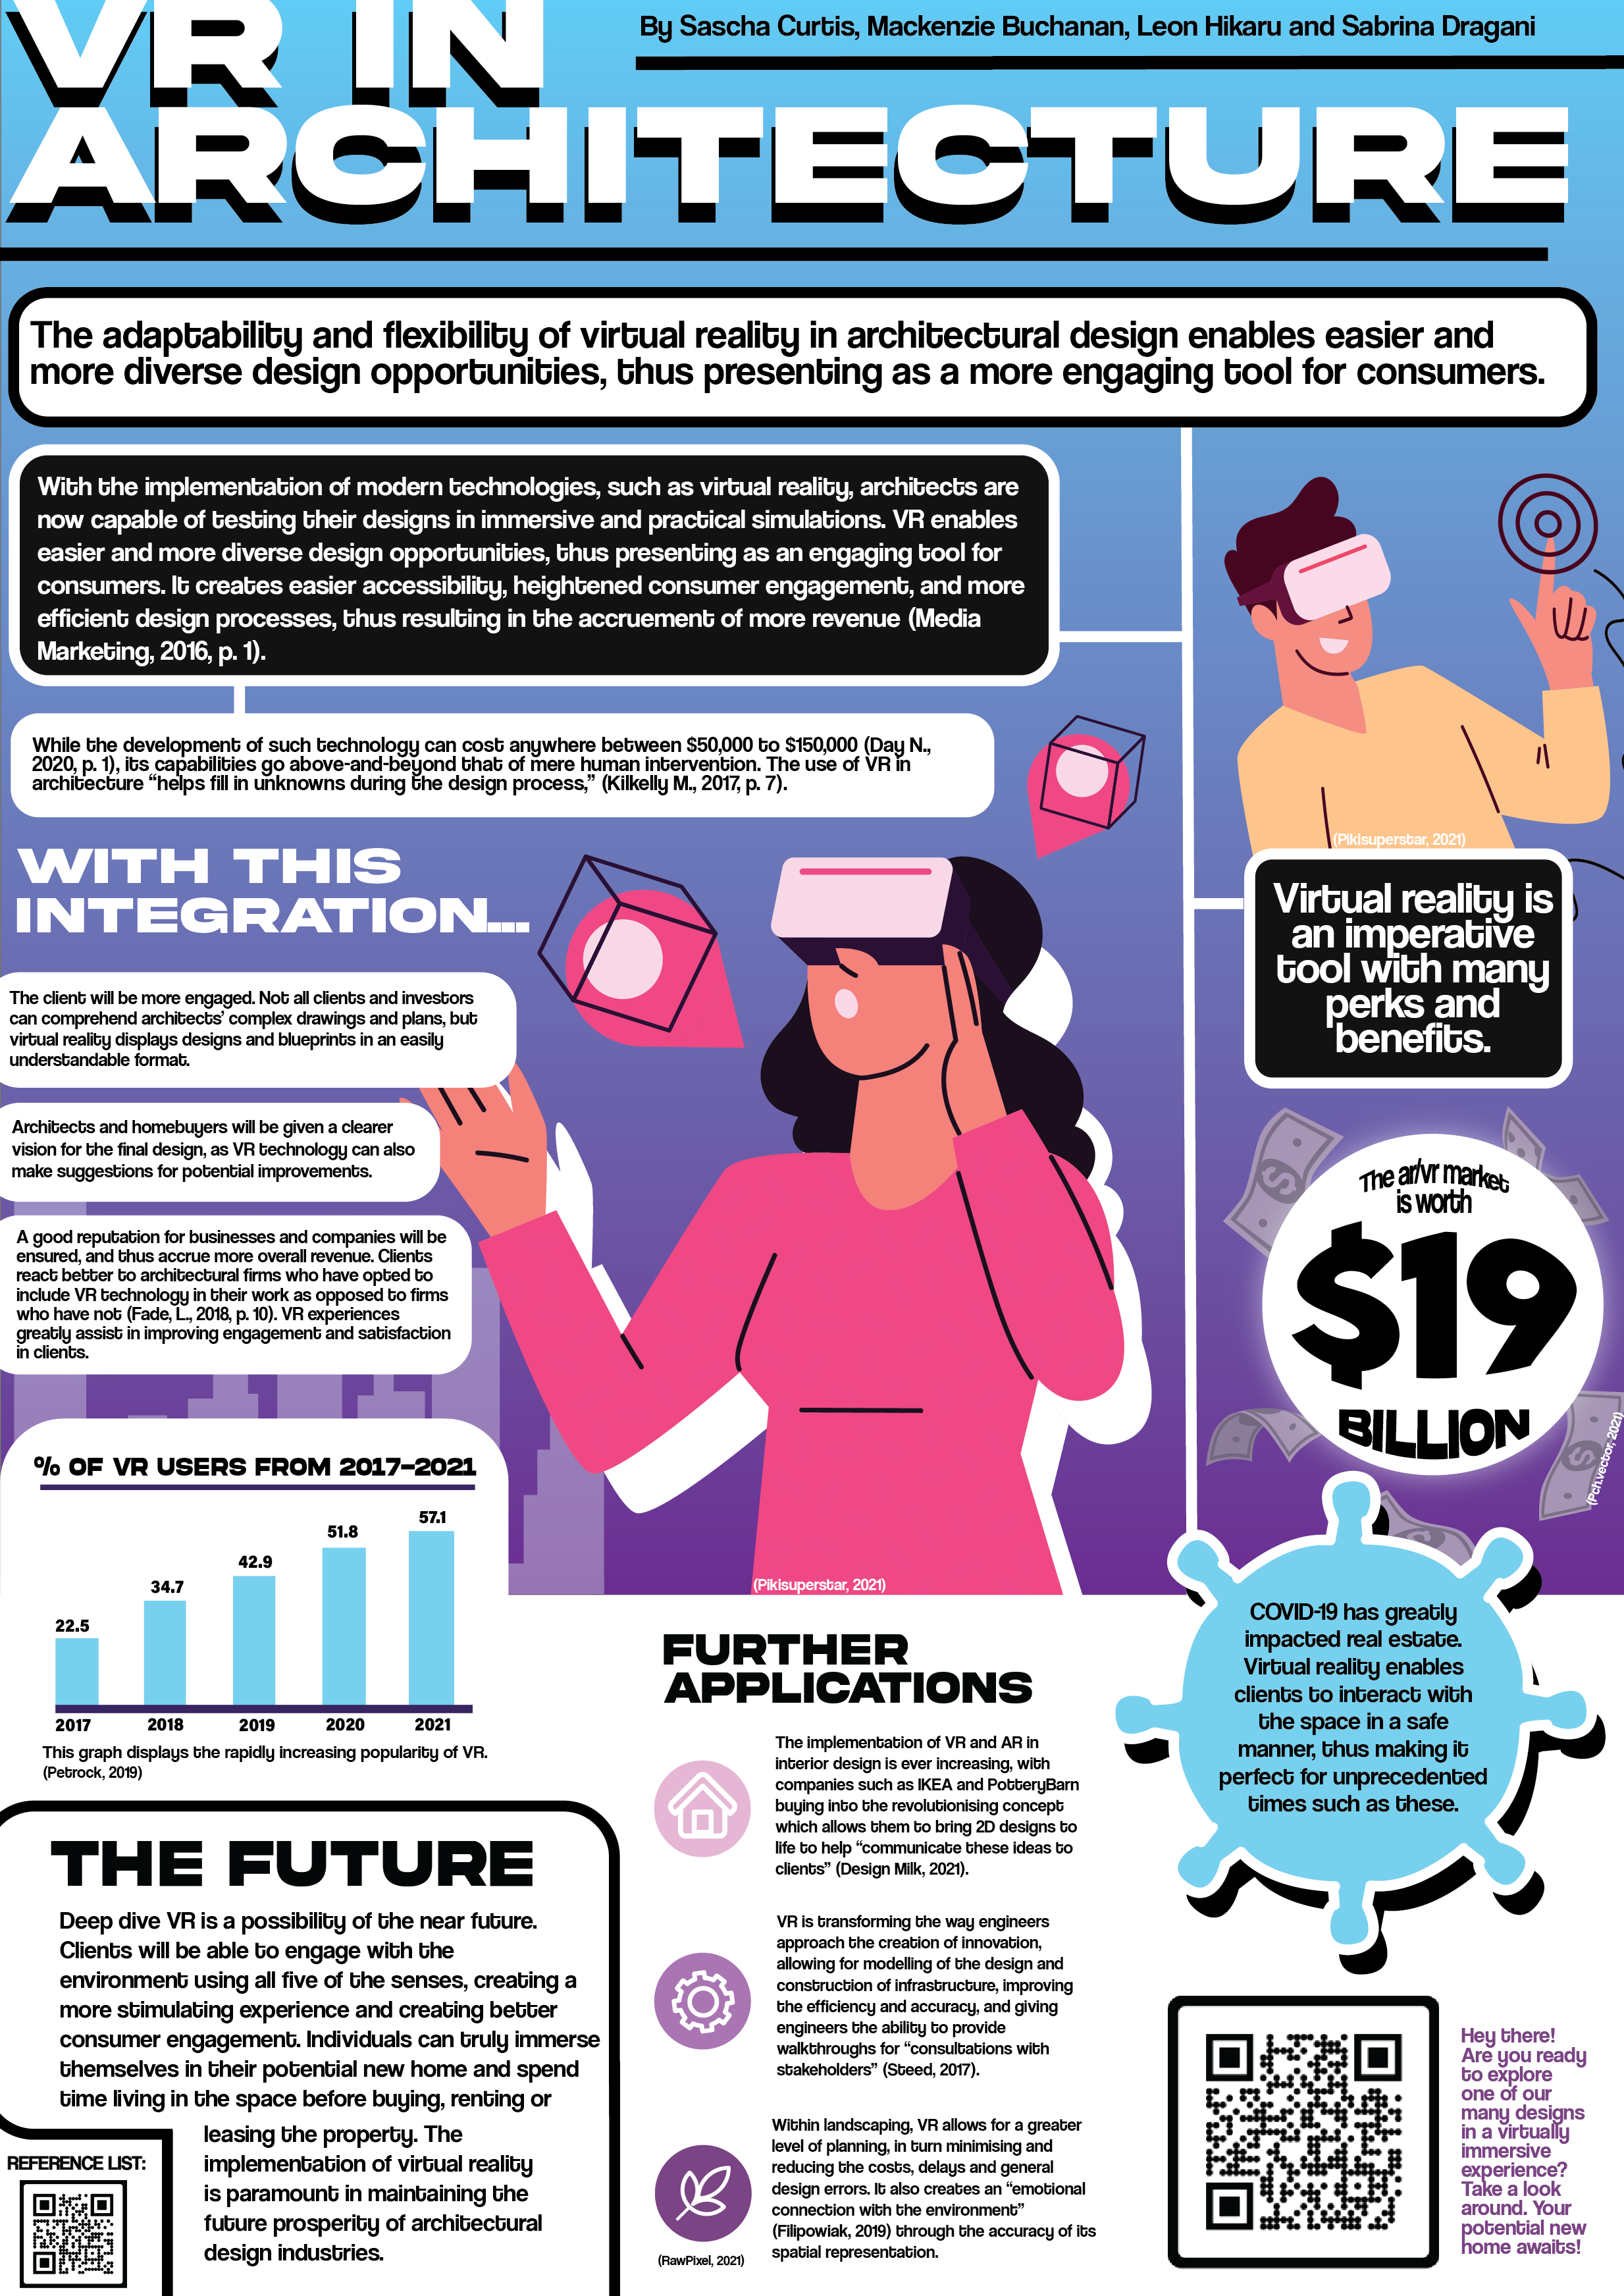 VR IN
ARCHITECTURE
By Sascha Curtis, Mackenzie Buchanan, Leon Hikaru and Sabrina Dragani
The adaptability and flexibility of virtual reality in architectural design enables easier and
more diverse design opportunities, thus presenting as a more engaging tool for consumers.
With the implementation of modern technologies, such as virtual reality, architects are
now capable of testing their designs in immersive and practical simulations. VR enables
easier and more diverse design opportunities, thus presenting as an engaging tool for
consumers. It creates easier accessibility, heightened consumer engagement, and more
efficient design processes, thus resulting in the accruement of more revenue (Media
Marketing, 2016, p. 1).
While the development of such technology can cost anywhere between $50,000 to $150,000 (Day N.,
2020, p. 1), its capabilities go above-and-beyond that of mere human intervention. The use of VR in
architecture “helps fill in unknowns during the design process,” (Kilkelly M., 2017, p. 7).
(Pikisuperstar, 2021)
WITH THIS
INTEGRATION...
The client will be more engaged. Not all clients and investors
can comprehend architects’ complex drawings and plans, but
virtual reality displays designs and blueprints in an easily
understandable format.
Architects and homebuyers will be given a clearer
vision for the final design, as VR technology can also
make suggestions for potential improvements.
A good reputation for businesses and companies will be
ensured, and thus accrue more overall revenue. Clients
react better to architectural firms who have opted to
include VR technology in their work as opposed to firms
who have not (Fade, L., 2018, p. 10). VR experiences
greatly assist in improving engagement and satisfaction
in clients.
Virtual reality is
an imperative
tool with many
perks and
benefits.
The ar/vr market
is worth
$19
BILLION
(Pch.vector, 2021)
% OF VR USERS FROM 2017-2021
22.5
34.7
42.9
51.8
57.1
2017
2018
2019
2020
2021
This graph displays the rapidly increasing popularity of VR.
(Petrock, 2019)
(Pikisuperstar, 2021)
COVID-19 has greatly
impacted real estate.
Virtual reality enables
clients to interact with
the space in a safe
manner, thus making it
perfect for unprecedented
times such as these.
FURTHER
APPLICATIONS
The implementation of VR and AR in
interior design is ever increasing, with
companies such as IKEA and PotteryBarn
buying into the revolutionising concept
which allows them to bring 2D designs to
life to help “communicate these ideas to
clients” (Design Milk, 2021).
VR is transforming the way engineers
approach the creation of innovation,
allowing for modelling of the design and
construction of infrastructure, improving
the efficiency and accuracy, and giving
engineers the ability to provide
walkthroughs for “consultations with
stakeholders” (Steed, 2017).
Within landscaping, VR allows for a greater
level of planning, in turn minimising and
reducing the costs, delays and general
design errors. It also creates an “emotional
connection with the environment”
(Filipowiak, 2019) through the accuracy of its
spatial representation.
(RawPixel, 2021)
THE FUTURE
Deep dive VR is a possibility of the near future.
Clients will be able to engage with the
environment using all five of the senses, creating a
more stimulating experience and creating better
consumer engagement. Individuals can truly immerse
themselves in their potential new home and spend
time living in the space before buying, renting or
leasing the property. The
implementation of virtual reality
is paramount in maintaining the
future prosperity of architectural
design industries.
REFERENCE LIST:
Hey there!
Are you ready
to explore
one of our
many designs
in a virtually
immersive
experience?
Take a look
around. Your
potential new
home awaits!